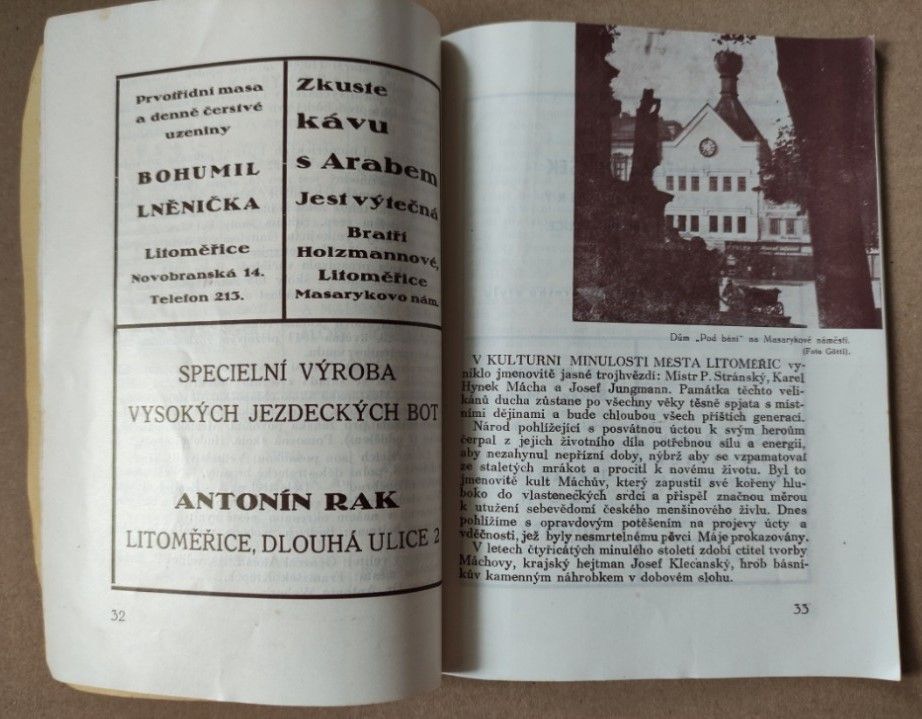 Prvotřídní masa
a denně čerstvé
uzeniny
BOHUMIL
LNĚNIČKA
Litoměřice
Novobranská 14.
Telefon 213.
Zkuste
kávu
s Arabem
Jest výtečná
Bratří
Holzmannové,
Litoměřice
Masarykovo nám.
SPECIELNÍ VÝROBA
VYSOKÝCH JEZDECKÝCH BOT
ANTONÍN RAK
LITOMĚŘICE, DLOUHÁ ULICE 2
32
Dům „Pod bání" na Masarykově náměstí.
(Foto Göttl).
V KULTURNI MINULOSTI MĚSTA LITOMĚŘIC vy-
niklo jmenovitě jasné trojhvězdí: Mistr P. Stránský, Karel
Hynek Mácha a Josef Jungmann. Památka těchto veli-
kánů ducha zůstane po všechny věky těsně spjata s míst-
ními dějinami a bude chloubou všech příštích generací.
Národ pohlížející s posvátnou úctou k svým heroům
čerpal z jejich životního díla potřebnou sílu a energii,
aby nezahynul nepřízní doby, nýbrž aby se vzpamatoval
ze staletých mrákot a procitl k novému životu. Byl to
jmenovitě kult Máchův, který zapustil své kořeny hlu-
boko do vlasteneckých srdcí a přispěl značnou měrou
k utužení sebevědomí českého menšinového živlu. Dnes
pohlížíme s opravdovým potěšením na projevy úcty a
vděčnosti, jež byly nesmrtelnému pěvci Máje prokazovány.
V letech čtyřicátých minulého století zdobí ctitel tvorby
Máchovy, krajský hejtman Josef Klecanský, hrob básní-
kův kamenným náhrobkem v dobovém slohu.
33